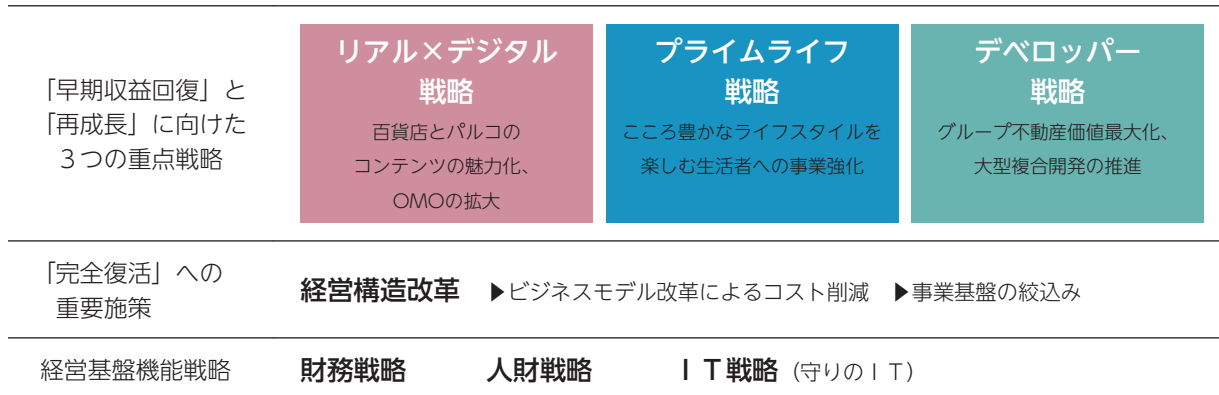 「早期収益回復」と
「再成長」に向けた
３つの重点戦略
リアル×デジタル
戦略
百貨店とパルコの
コンテンツの魅力化、
OMOの拡大
プライムライフ
戦略
こころ豊かなライフスタイルを
楽しむ生活者への事業強化
デベロッパー
戦略
グループ不動産価値最大化、
大型複合開発の推進
「完全復活」への
重要施策
経営構造改革 ▶ビジネスモデル改革によるコスト削減 ▶事業基盤の絞込み
経営基盤機能戦略
財務戦略 人財戦略 ＩＴ戦略（守りのＩＴ）